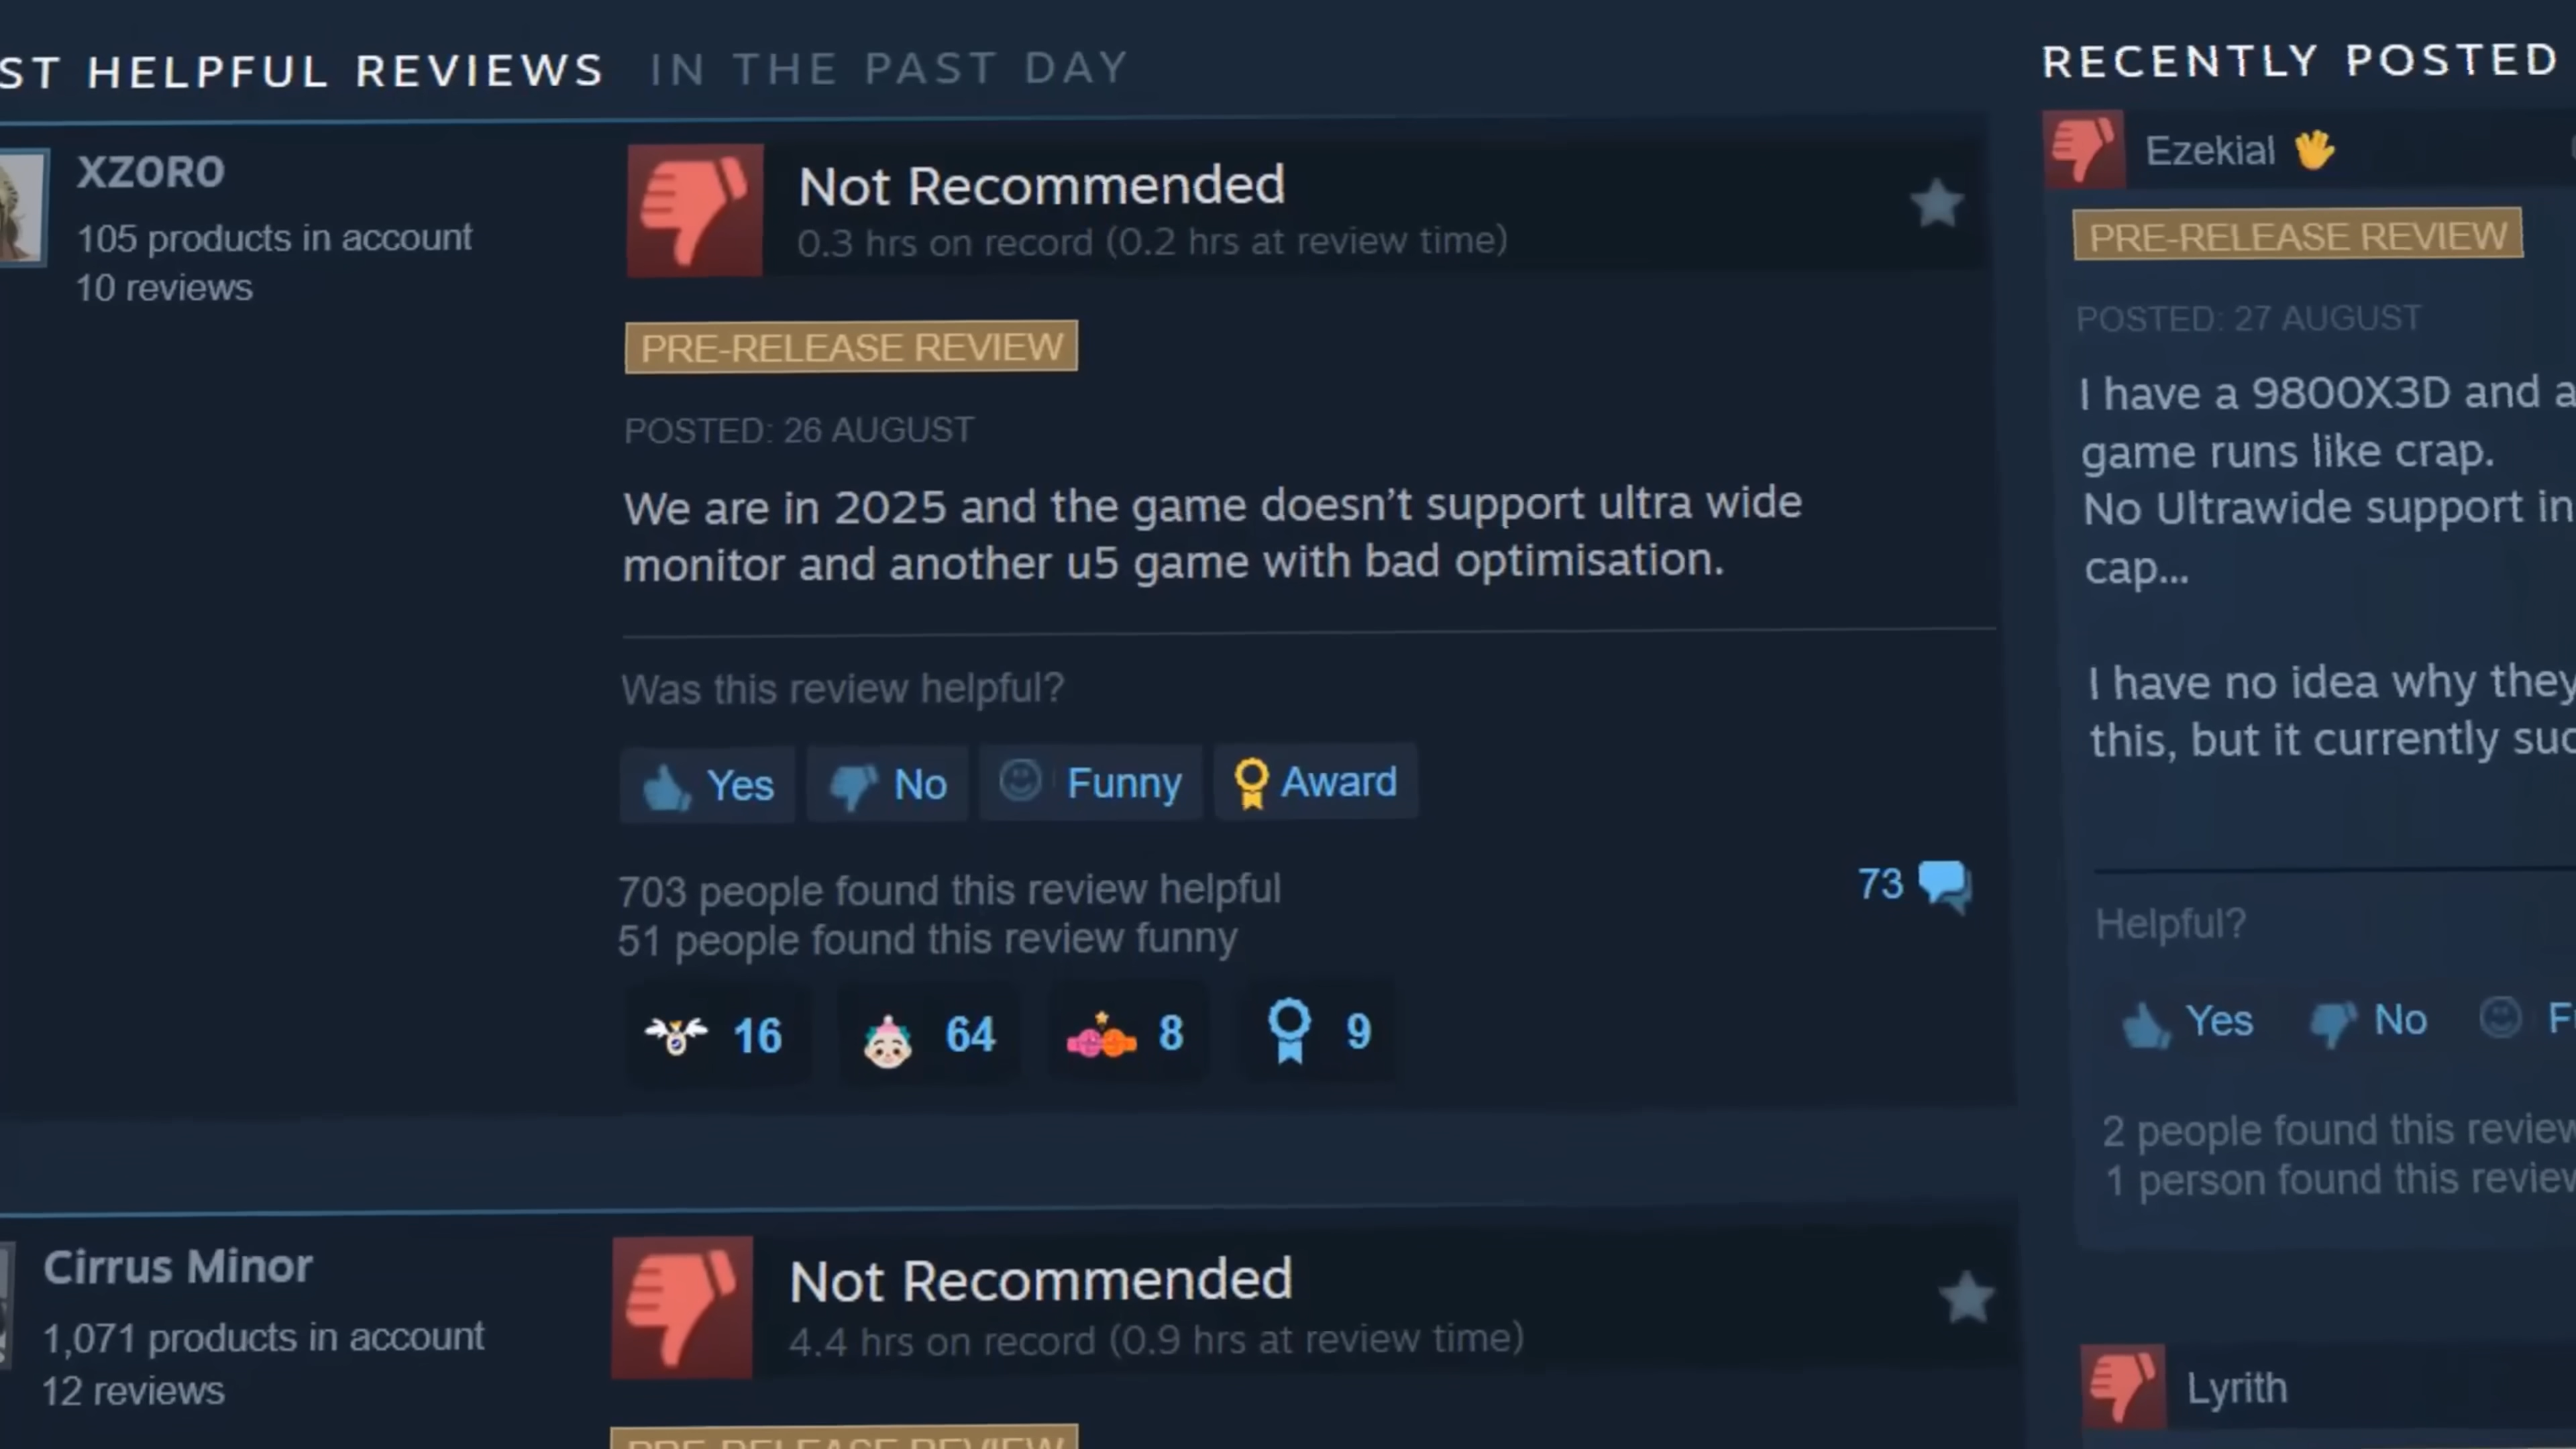 ST HELPFUL REVIEWS IN THE PAST DAY
XZORO
105 products in account
10 reviews
Not Recommended
0.3 hrs on record (0.2 hrs at review time)
PRE-RELEASE REVIEW
POSTED: 26 AUGUST
We are in 2025 and the game doesn't support ultra wide
monitor and another u5 game with bad optimisation.
Was this review helpful?
Yes No Funny Award
703 people found this review helpful
51 people found this review funny
73
16 64 8 9
Cirrus Minor
1,071 products in account
12 reviews
Not Recommended
4.4 hrs on record (0.9 hrs at review time)
PRE-RELEASE REVIEW
RECENTLY POSTED
Ezekial
PRE-RELEASE REVIEW
POSTED: 27 AUGUST
I have a 9800X3D and a
game runs like crap.
No Ultrawide support in
cap...
I have no idea why they
this, but it currently suc
Helpful?
Yes No F
2 people found this review
1 person found this review
Lyrith